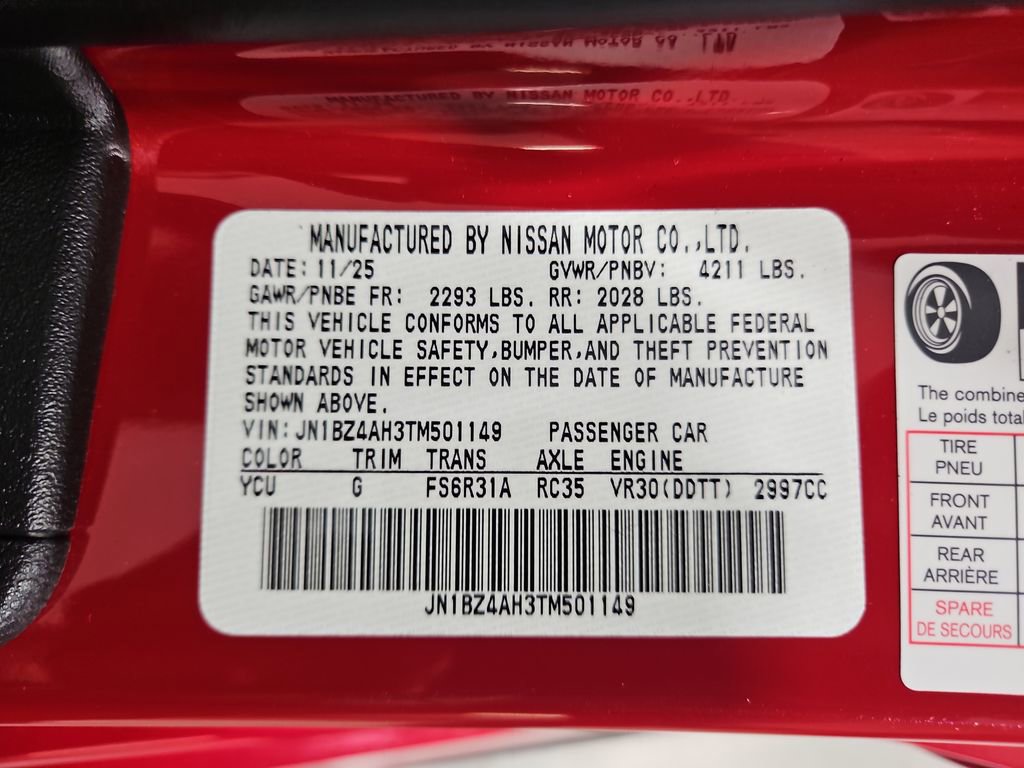 MANUFACTURED BY NISSAN MOTOR CO.,LTD.
MANUFACTURED BY NISSAN MOTOR CO.,LTD.
DATE: 11/25 GVWR/PNBV: 4211 LBS.
GAWR/PNBE FR: 2293 LBS. RR: 2028 LBS.
THIS VEHICLE CONFORMS TO ALL APPLICABLE FEDERAL
MOTOR VEHICLE SAFETY,BUMPER,AND THEFT PREVENTION
STANDARDS IN EFFECT ON THE DATE OF MANUFACTURE
SHOWN ABOVE.
VIN:JN1BZ4AH3TM501149 PASSENGER CAR
COLOR TRIM TRANS AXLE ENGINE
YCU G FS6R31A RC35 VR30(DDTT) 2997CC
JN1BZ4AH3TM501149
The combine
Le poids total
TIRE
PNEU
FRONT
AVANT
REAR
ARRIÈRE
SPARE
DE SECOURS